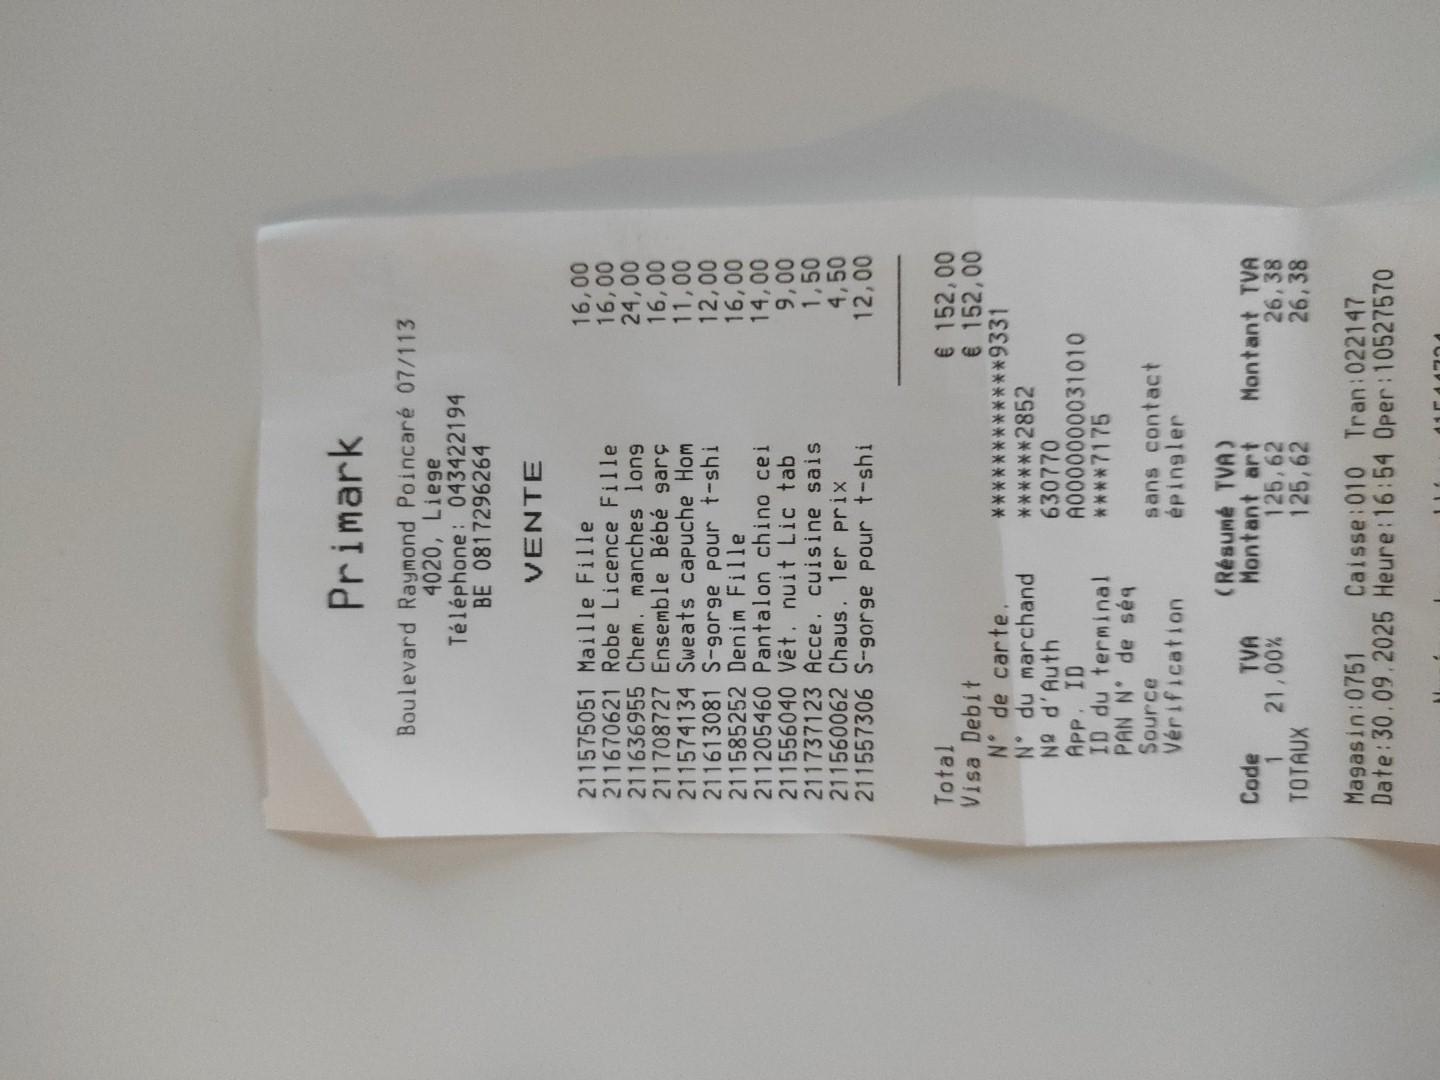 Primark
Boulevard Raymond Poincaré 07/113
4020, Liege
Téléphone: 043422194
BE 0817296264
VENTE
211575051 Maille Fille 16,00
211670621 Robe Licence Fille 16,00
211636955 Chem. manches long 24,00
211708727 Ensemble Bébé garç 16,00
211574134 Sweats capuche Hom 11,00
211613081 S-gorge pour t-shi 12,00
211585252 Denim Fille 16,00
211205460 Pantalon chino cei 14,00
211556040 Vêt. nuit Lic tab 9,00
211737123 Acce. cuisine sais 1,50
211560062 Chaus. 1er prix 4,50
211557306 S-gorge pour t-shi 12,00
Total € 152,00
Visa Debit € 152,00
N° de carte. ************9331
N° du marchand ******2852
Nº d'Auth 630770
App. ID A0000000031010
ID du terminal ****7175
PAN N° de séq
Source sans contact
Vérification épingler
(Résumé TVA)
Code TVA Montant art Montant TVA
1 21,00% 125,62 26,38
TOTAUX 125,62 26,38
Magasin:0751 Caisse:010 Tran:022147
Date:30.09.2025 Heure:16:54 Oper:10527570